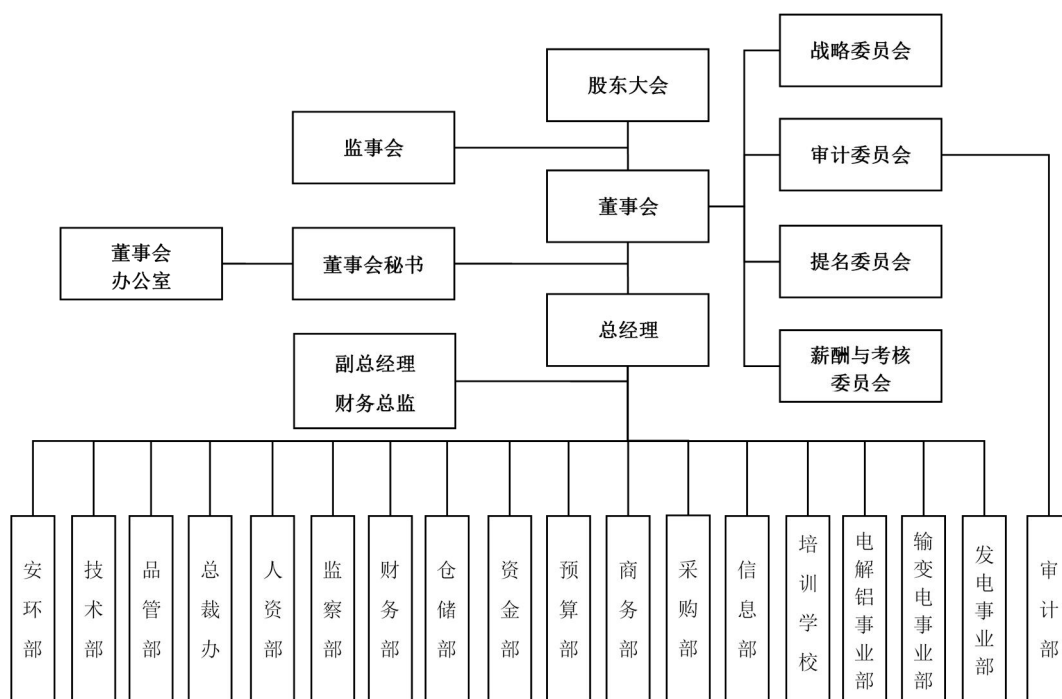 战略委员会
股东大会
监事会
审计委员会
董事会
董事会
办公室
董事会秘书
提名委员会
总经理
副总经理
财务总监
薪酬与考核
委员会
安环部
技术部
品管部
总裁办
人资部
监察部
财务部
仓储部
资金部
预算部
商务部
采购部
信息部
培训学校
电解铝事业部
输变电事业部
发电事业部
审计部